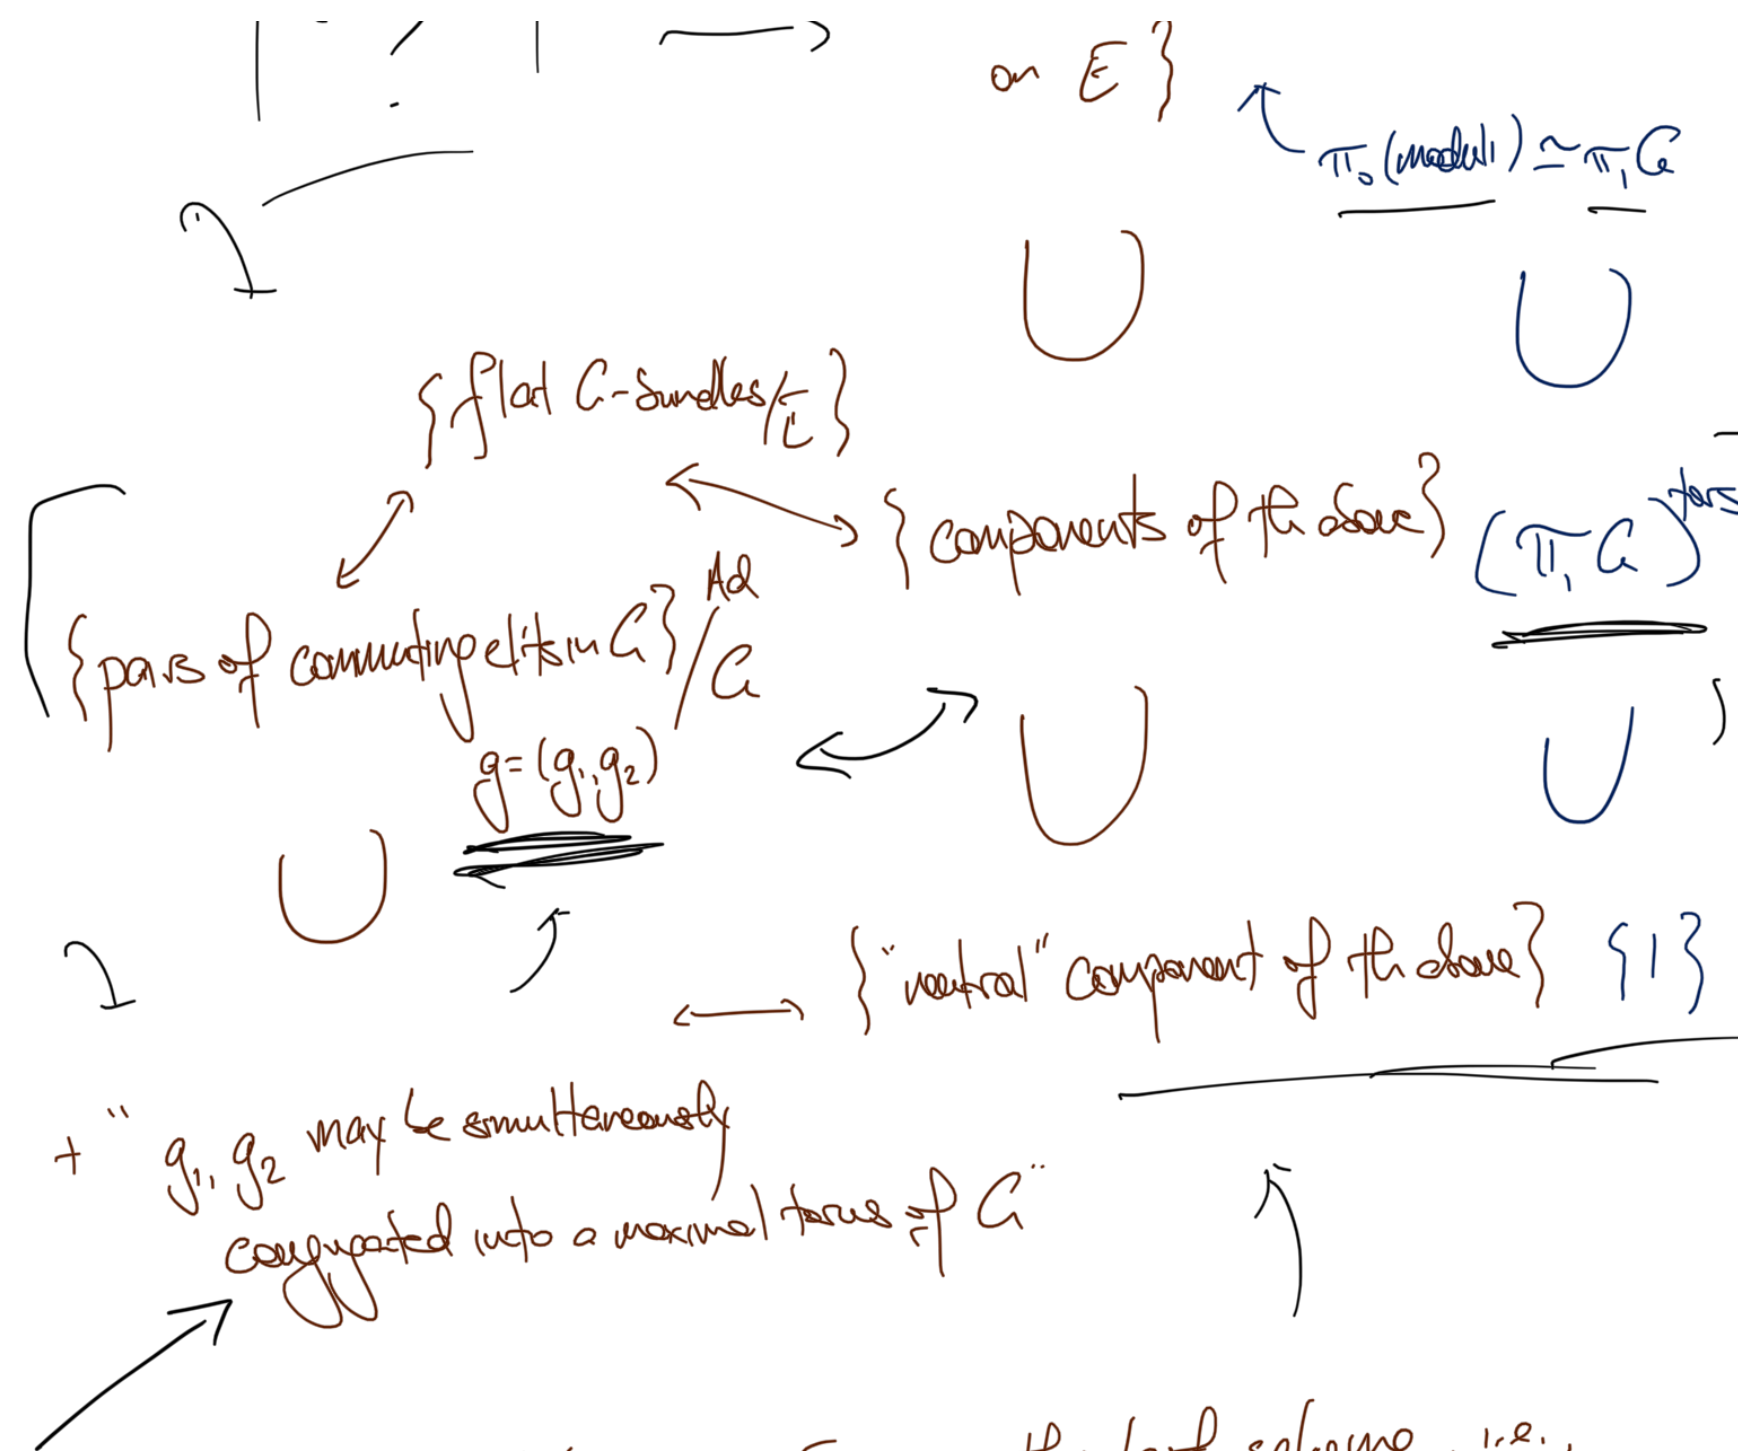 on E }
π₀(moduli) ≃ π₁G
{flat G-bundles/E}
{components of the above} (π₁G)^tors
{pairs of commuting elts in G}/G Ad
g=(g₁,g₂)
{"neutral" component of the above} {1}
+ "g₁, g₂ may be simultaneously
conjugated into a maximal torus of G"
i.e.